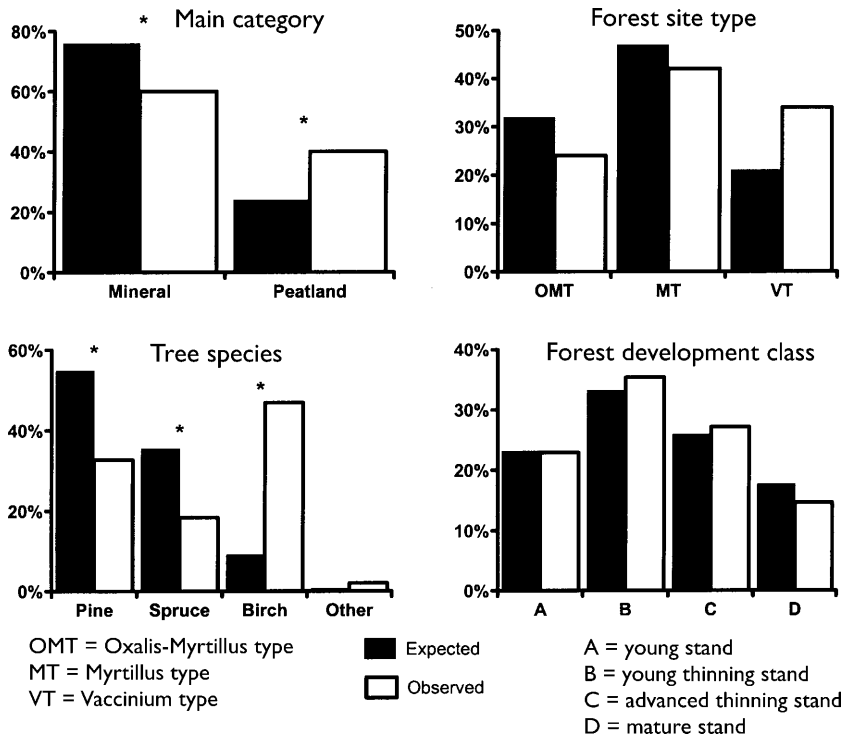 Main category
80%
*
60%
*
40%
20%
0%
Mineral Peatland
Forest site type
50%
40%
30%
20%
10%
0%
OMT MT VT
Tree species
60%
*
*
*
40%
20%
0%
Pine Spruce Birch Other
Forest development class
40%
30%
20%
10%
0%
A B C D
OMT = Oxalis-Myrtillus type
MT = Myrtillus type
VT = Vaccinium type
Expected
Observed
A = young stand
B = young thinning stand
C = advanced thinning stand
D = mature stand